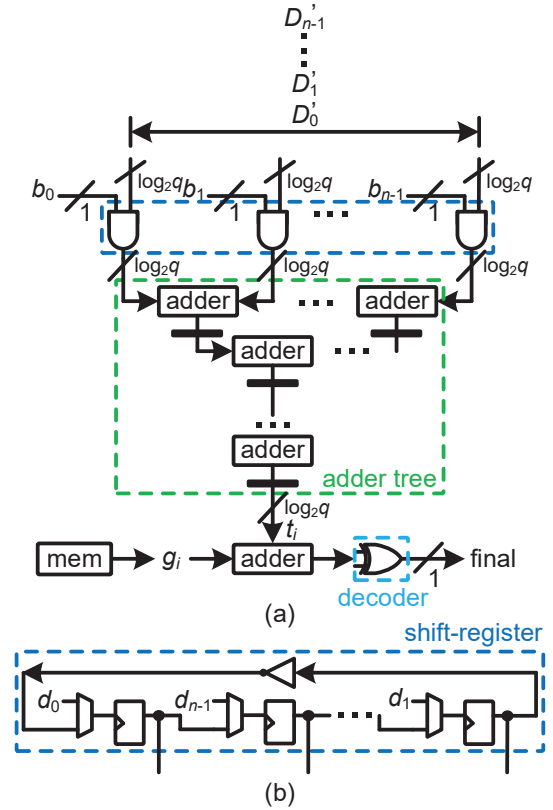 D'n-1
D'1
D'0
b0 1 log2q b1 1 log2q bn-1 1 log2q
log2q log2q log2q
adder adder
adder
adder
adder tree
log2q
ti
mem gi adder 1 final
decoder
(a)
shift-register
d0 dn-1 d1
(b)